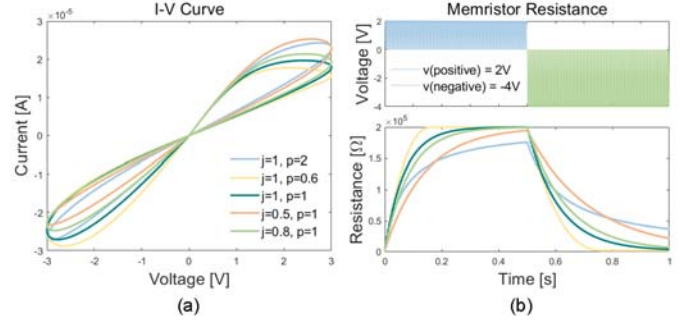 I-V Curve
×10⁻⁵
3
2
1
0
-1
-2
-3
Current [A]
j=1, p=2
j=1, p=0.6
j=1, p=1
j=0.5, p=1
j=0.8, p=1
-3 -2 -1 0 1 2 3
Voltage [V]
(a)
Memristor Resistance
2
0
-2
-4
Voltage [V]
v(positive) = 2V
v(negative) = -4V
×10⁵
2
1.5
1
0.5
0
Resistance [Ω]
0 0.2 0.4 0.6 0.8 1
Time [s]
(b)